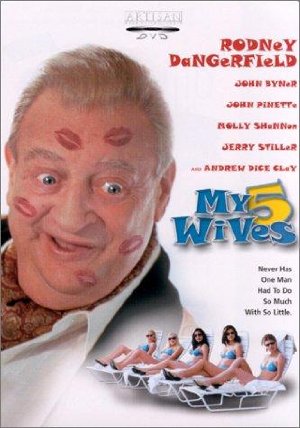 ARTISAN
DVD
RODNEY
DANGERFIELD
JOHN BYNER
JOHN PINETTE
MOLLY SHANNON
JERRY STILLER
AND ANDREW DICE CLAY
MY 5
WIVES
Never Has
One Man
Had To Do
So Much
With So Little.